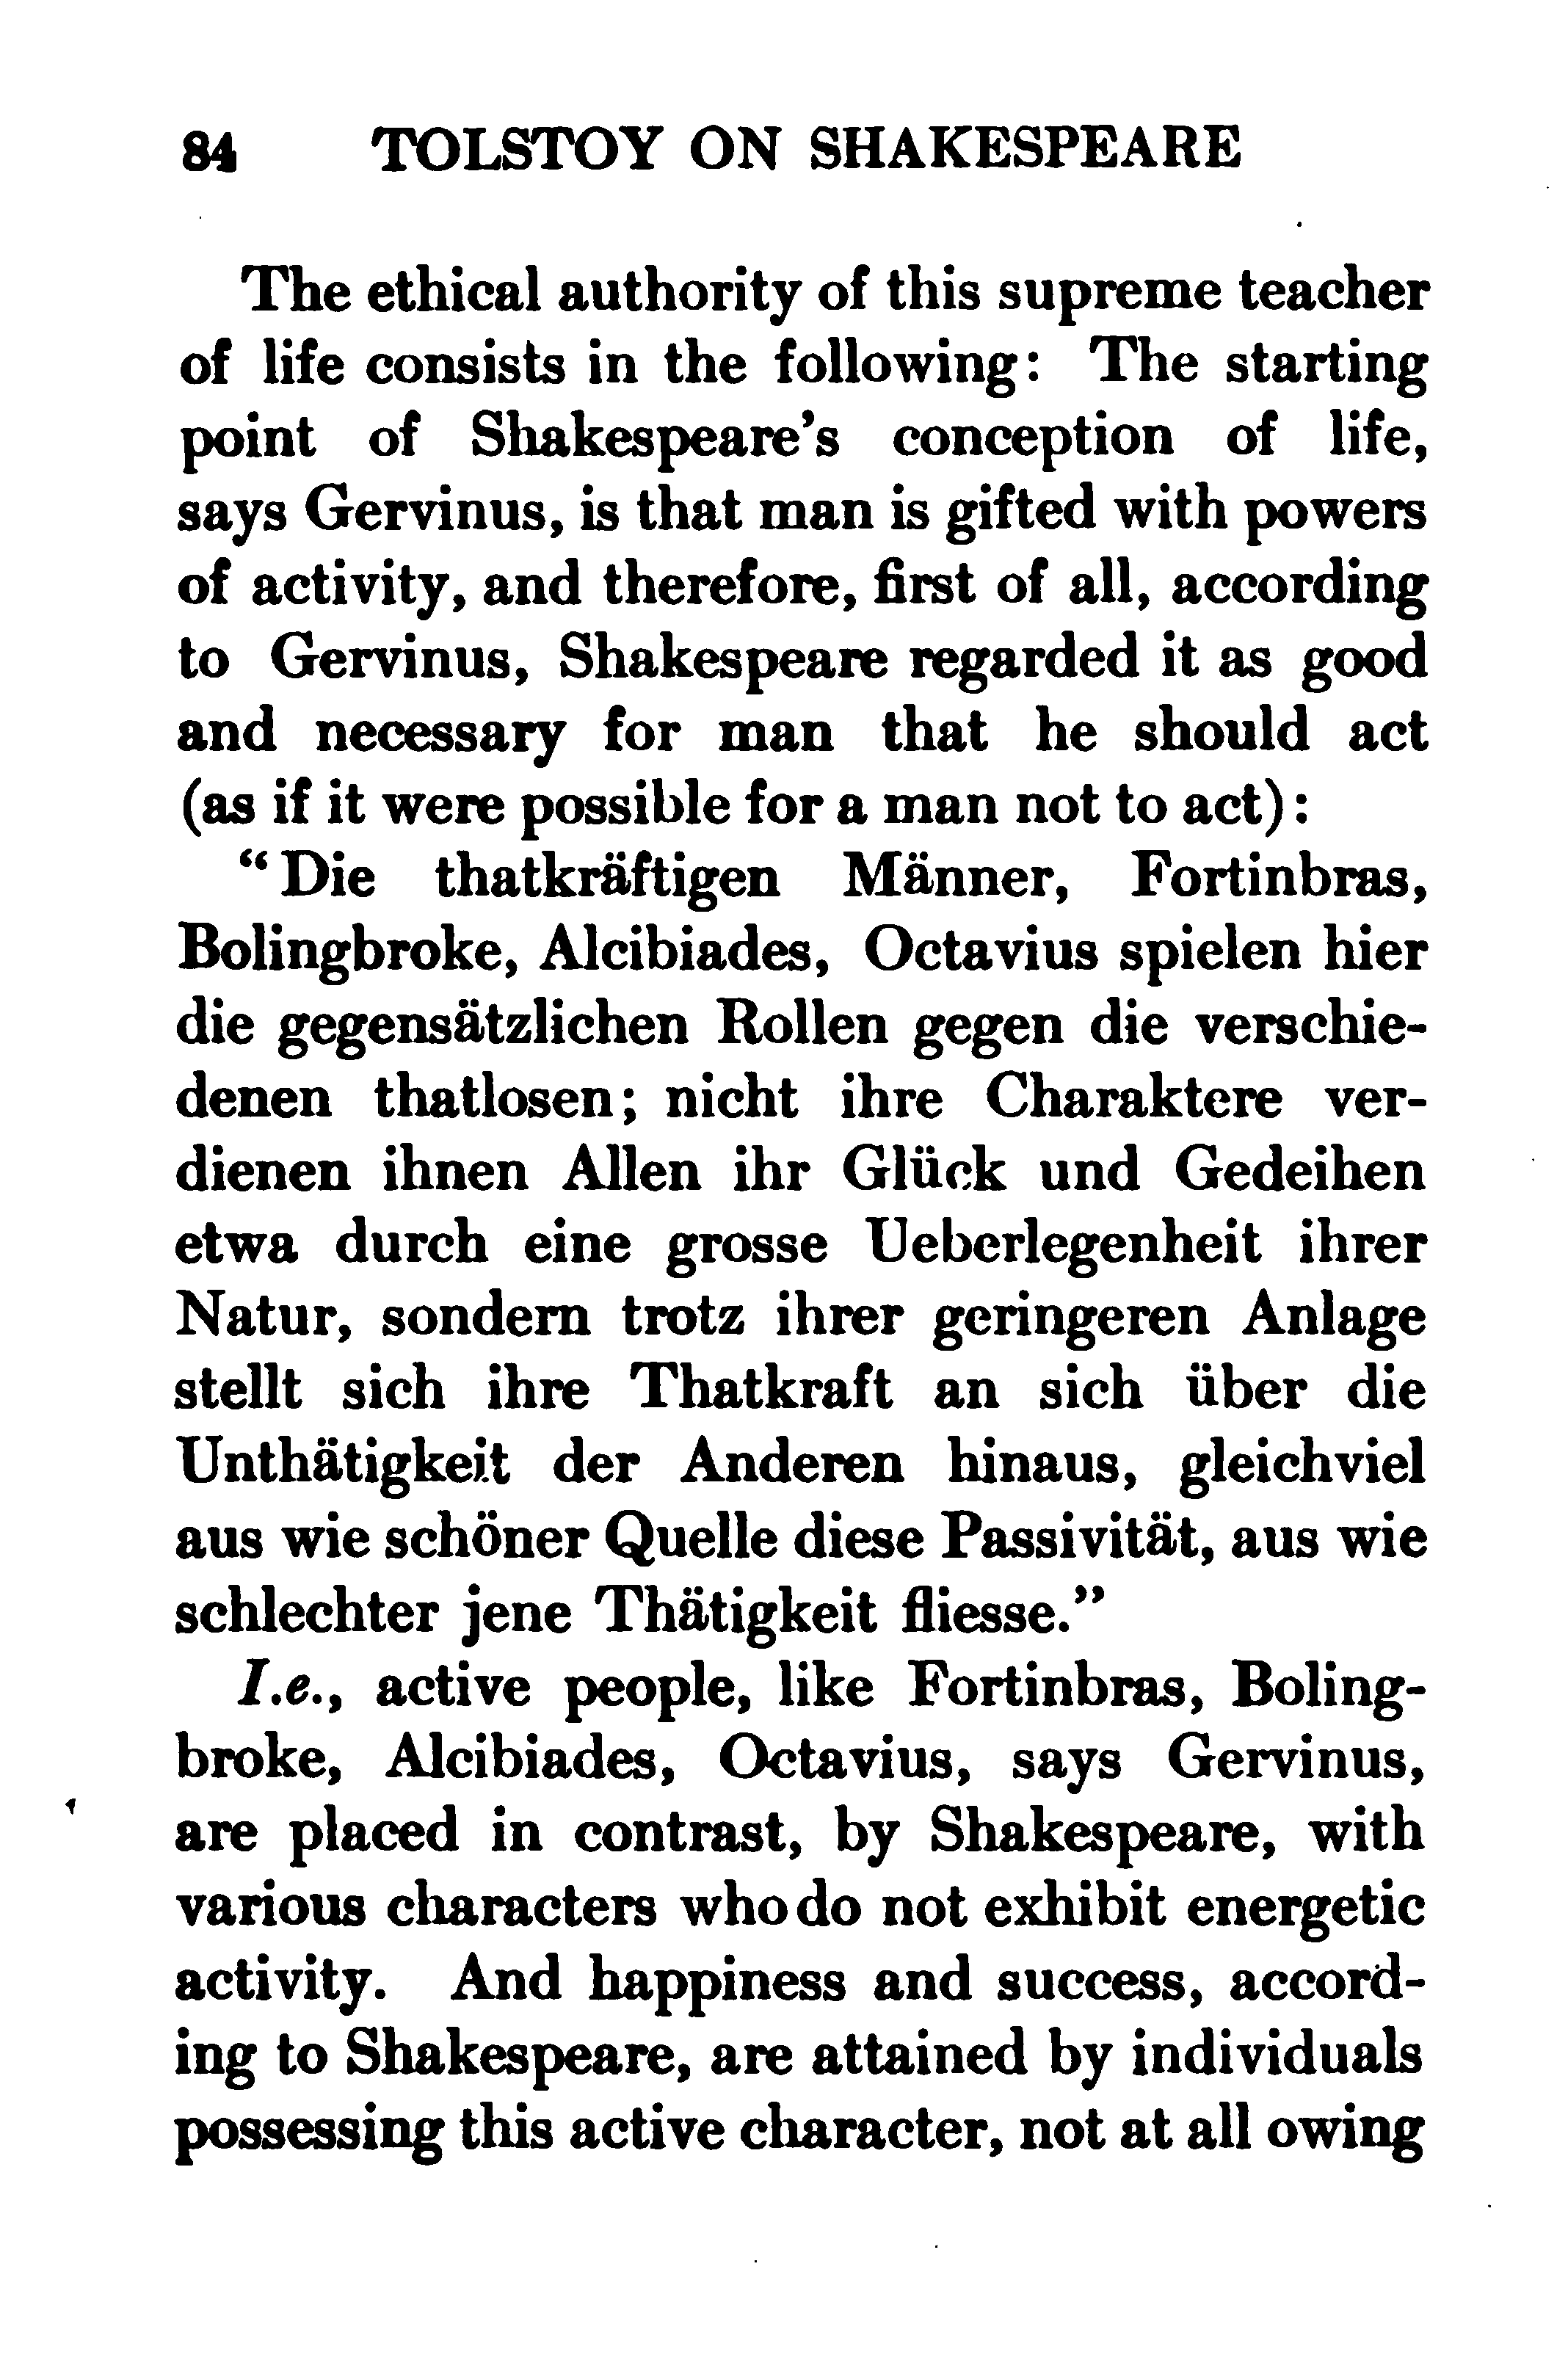 84 TOLSTOY ON SHAKESPEARE
The ethical authority of this supreme teacher
of life consists in the following: The starting
point of Shakespeare's conception of life,
says Gervinus, is that man is gifted with powers
of activity, and therefore, first of all, according
to Gervinus, Shakespeare regarded it as good
and necessary for man that he should act
(as if it were possible for a man not to act):
"Die thatkräftigen Männer, Fortinbras,
Bolingbroke, Alcibiades, Octavius spielen hier
die gegensätzlichen Rollen gegen die verschie-
denen thatlosen; nicht ihre Charaktere ver-
dienen ihnen Allen ihr Glück und Gedeihen
etwa durch eine grosse Ueberlegenheit ihrer
Natur, sondern trotz ihrer geringeren Anlage
stellt sich ihre Thatkraft an sich über die
Unthätigkeit der Anderen hinaus, gleichviel
aus wie schöner Quelle diese Passivität, aus wie
schlechter jene Thätigkeit fliesse."
I.e., active people, like Fortinbras, Boling-
broke, Alcibiades, Octavius, says Gervinus,
are placed in contrast, by Shakespeare, with
various characters who do not exhibit energetic
activity. And happiness and success, accord-
ing to Shakespeare, are attained by individuals
possessing this active character, not at all owing